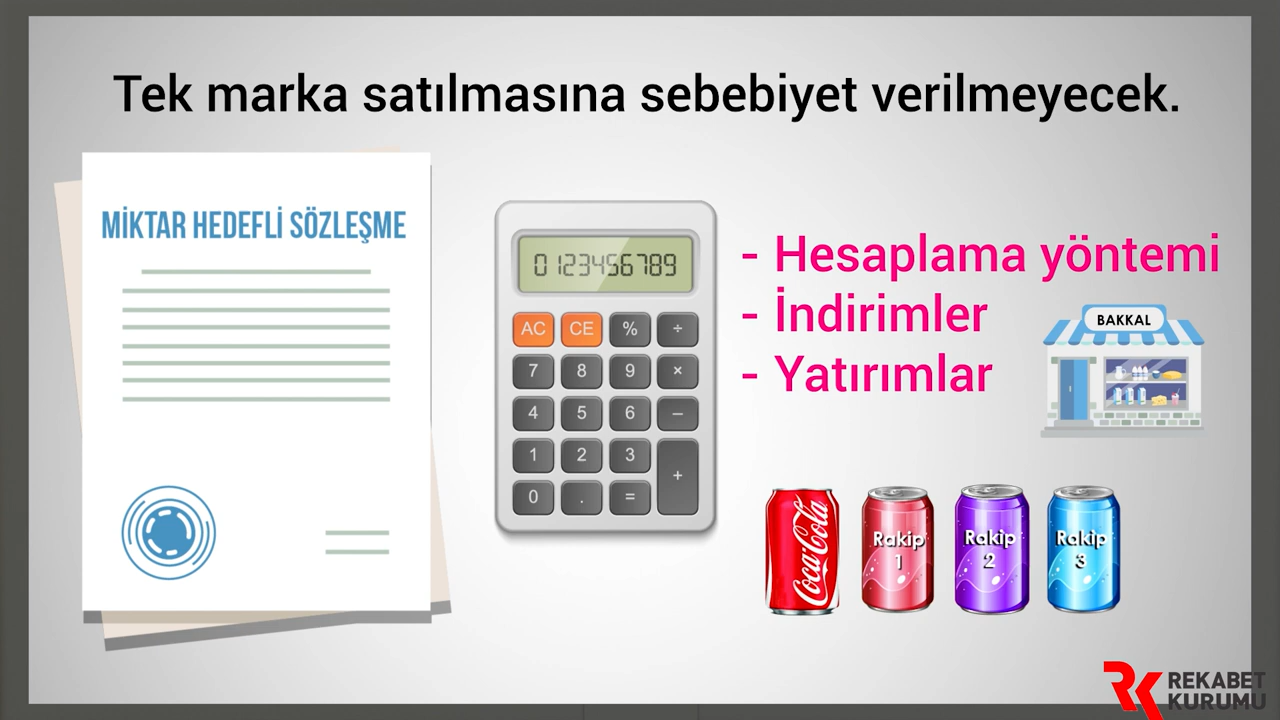 Tek marka satılmasına sebebiyet verilmeyecek.
MİKTAR HEDEFLİ SÖZLEŞME
0123456789
AC CE % ÷
7 8 9 ×
4 5 6 –
1 2 3 +
0 . =
- Hesaplama yöntemi
- İndirimler
- Yatırımlar
BAKKAL
Coca-Cola
Rakip
1
Rakip
2
Rakip
3
REKABET
KURUMU